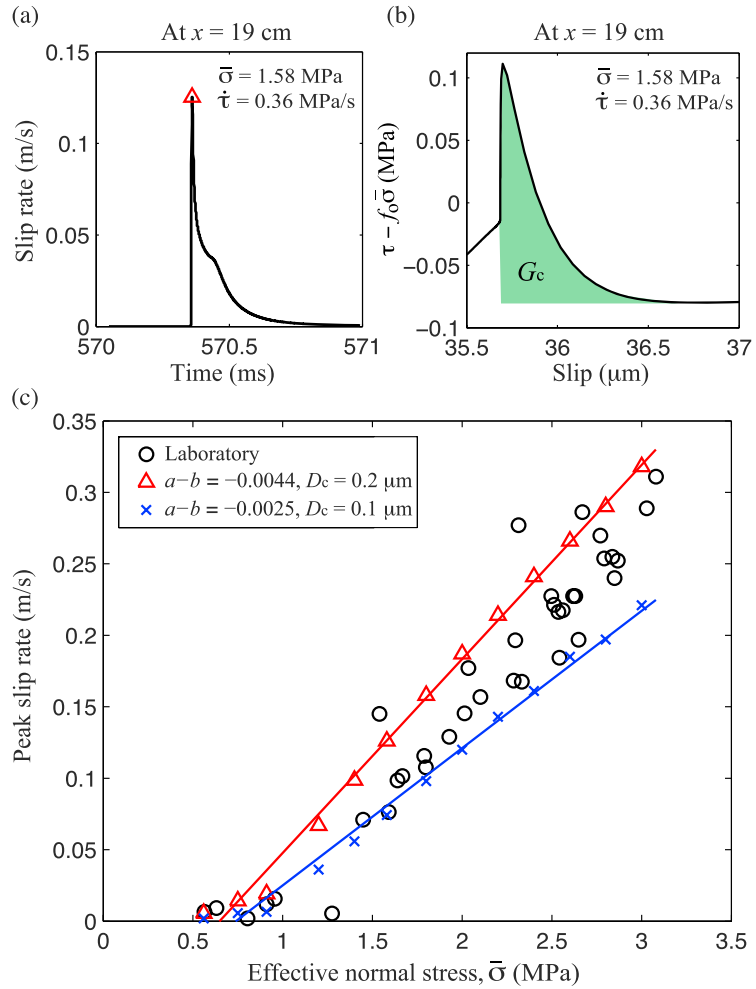 (a)
At x = 19 cm
σ̄ = 1.58 MPa
τ̇ = 0.36 MPa/s
Slip rate (m/s)
0.15
0.1
0.05
0
570
570.5
571
Time (ms)
(b)
At x = 19 cm
σ̄ = 1.58 MPa
τ̇ = 0.36 MPa/s
τ – foσ̄ (MPa)
0.1
0.05
0
−0.05
−0.1
Gc
35.5
36
36.5
37
Slip (μm)
(c)
Laboratory
a−b = −0.0044, Dc = 0.2 μm
a−b = −0.0025, Dc = 0.1 μm
Peak slip rate (m/s)
0.35
0.3
0.25
0.2
0.15
0.1
0.05
0
0
0.5
1
1.5
2
2.5
3
3.5
Effective normal stress, σ̄ (MPa)